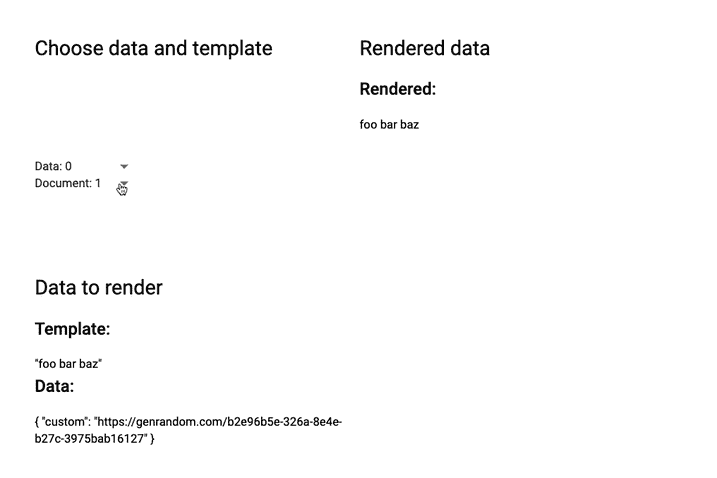 Choose data and template
Data: 0
Document: 1
Rendered data
Rendered:
foo bar baz
Data to render
Template:
"foo bar baz"
Data:
{ "custom": "https://genrandom.com/b2e96b5e-326a-8e4e-
b27c-3975bab16127" }